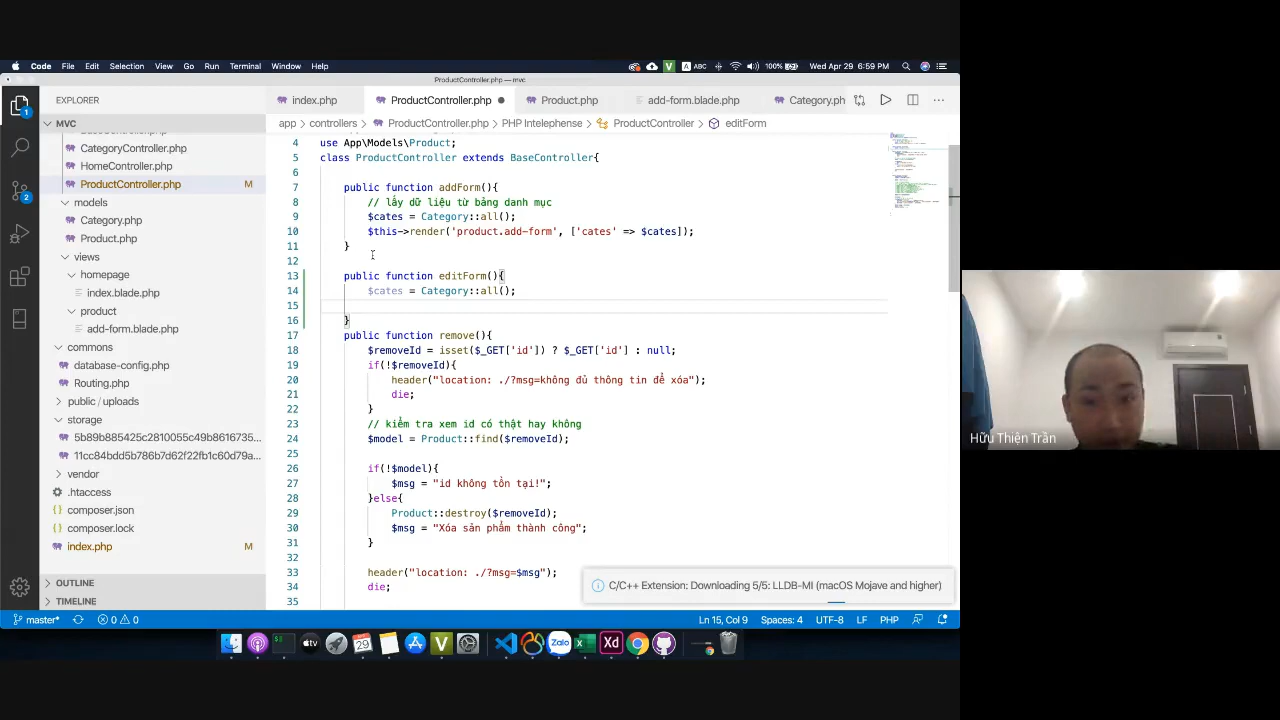 Code File Edit Selection View Go Run Terminal Window Help
ABC 100% Wed Apr 29 6:59 PM
ProductController.php — mvc
EXPLORER
index.php ProductController.php Product.php add-form.blade.php Category.ph
MVC
app controllers ProductController.php PHP Intelephense ProductController editForm
CategoryController.php
HomeController.php
ProductController.php M
models
Category.php
Product.php
views
homepage
index.blade.php
product
add-form.blade.php
commons
database-config.php
Routing.php
public / uploads
storage
5b89b885425c2810055c49b8616735...
11cc84bdd5b786b7d62f22fb1c60d79a...
vendor
.htaccess
composer.json
composer.lock
index.php M
OUTLINE
TIMELINE
4 use App\Models\Product;
5 class ProductController extends BaseController{
6
7 public function addForm(){
8 // lấy dữ liệu từ bảng danh mục
9 $cates = Category::all();
10 $this->render('product.add-form', ['cates' => $cates]);
11 }
12
13 public function editForm(){
14 $cates = Category::all();
15
16 }
17 public function remove(){
18 $removeId = isset($_GET['id']) ? $_GET['id'] : null;
19 if(!$removeId){
20 header("location: ./?msg=không đủ thông tin để xóa");
21 die;
22 }
23 // kiểm tra xem id có thật hay không
24 $model = Product::find($removeId);
25
26 if(!$model){
27 $msg = "id không tồn tại!";
28 }else{
29 Product::destroy($removeId);
30 $msg = "Xóa sản phẩm thành công";
31 }
32
33 header("location: ./?msg=$msg");
34 die;
35
C/C++ Extension: Downloading 5/5: LLDB-MI (macOS Mojave and higher)
master* 0 0 Ln 15, Col 9 Spaces: 4 UTF-8 LF PHP
Hữu Thiện Trần